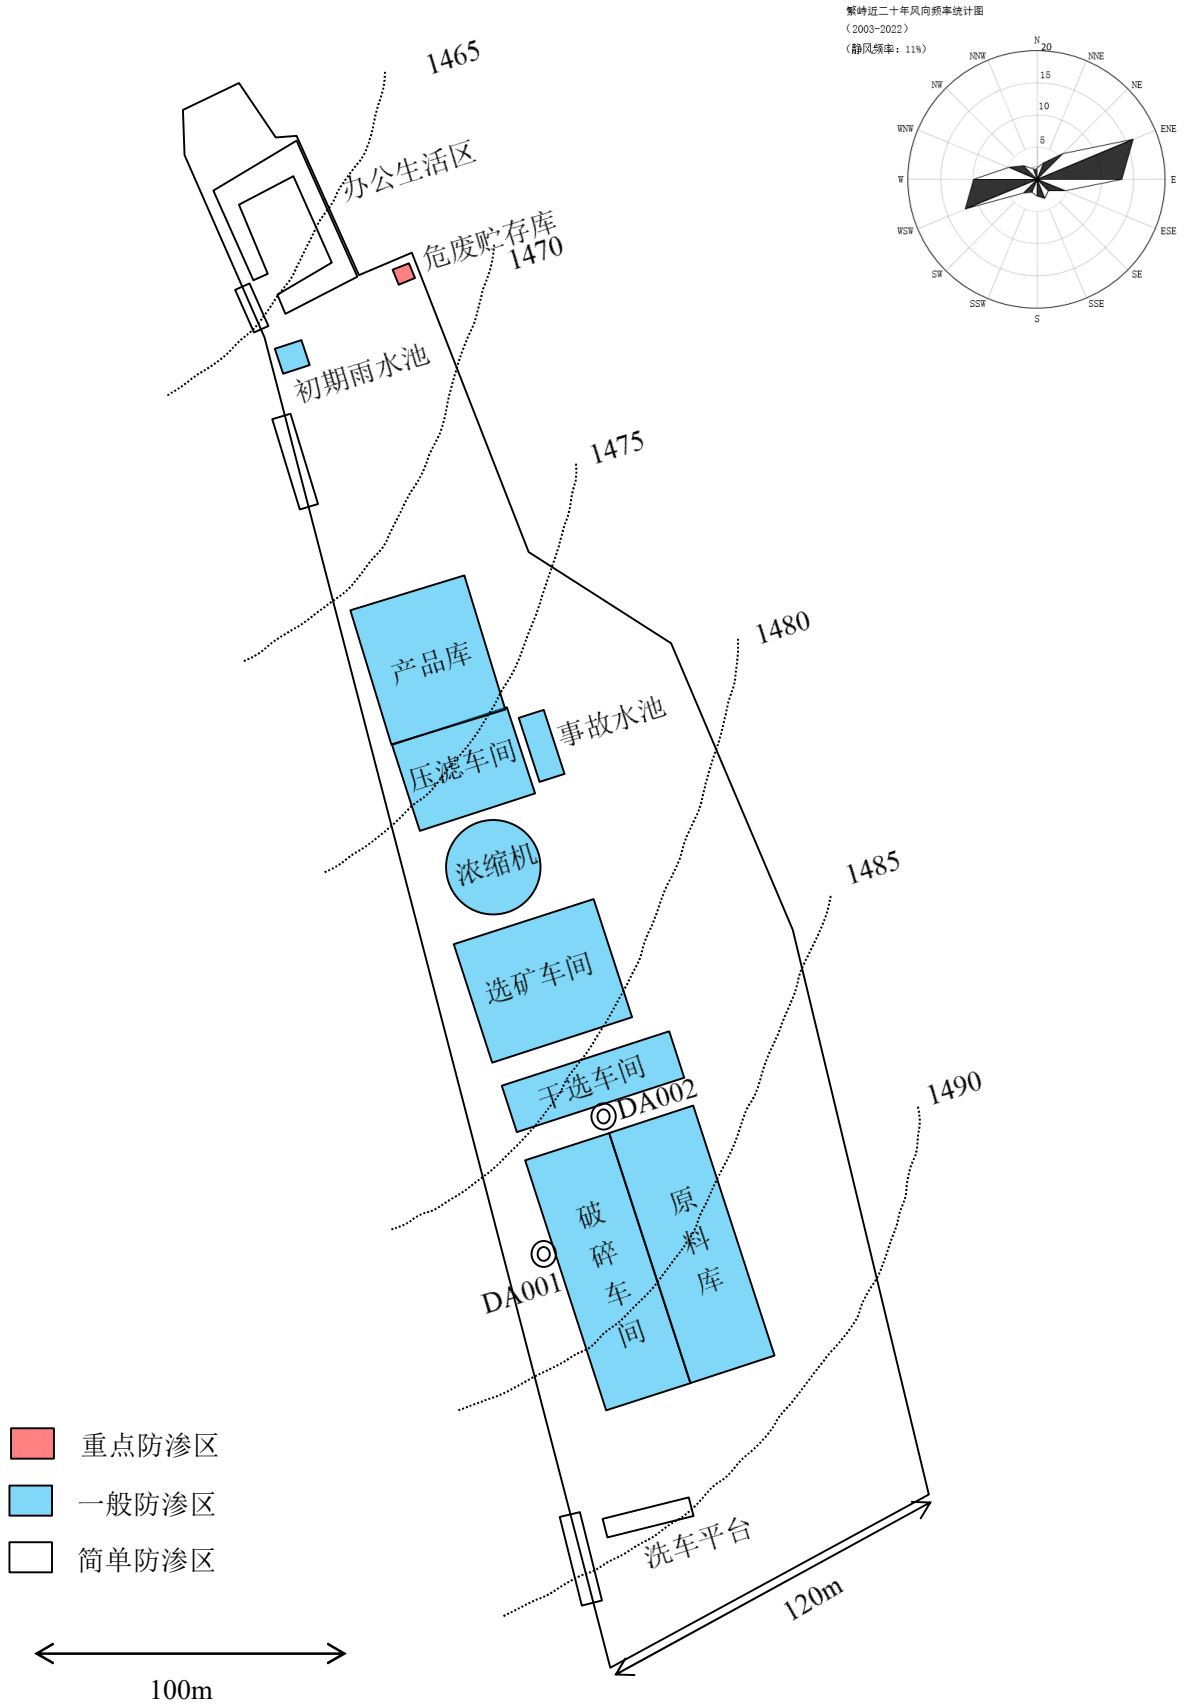 繁峙近二十年风向频率统计图
（2003-2022）
（静风频率：11%）
N
20
NNW
NNE
15
NW
NE
10
WNW
ENE
5
W
E
WSW
ESE
SW
SE
SSW
SSE
S
1465
办公生活区
危废贮存库
1470
初期雨水池
1475
1480
产品库
事故水池
压滤车间
浓缩机
1485
选矿车间
干选车间
DA002
1490
破碎车间
原料库
DA001
重点防渗区
一般防渗区
简单防渗区
洗车平台
120m
100m